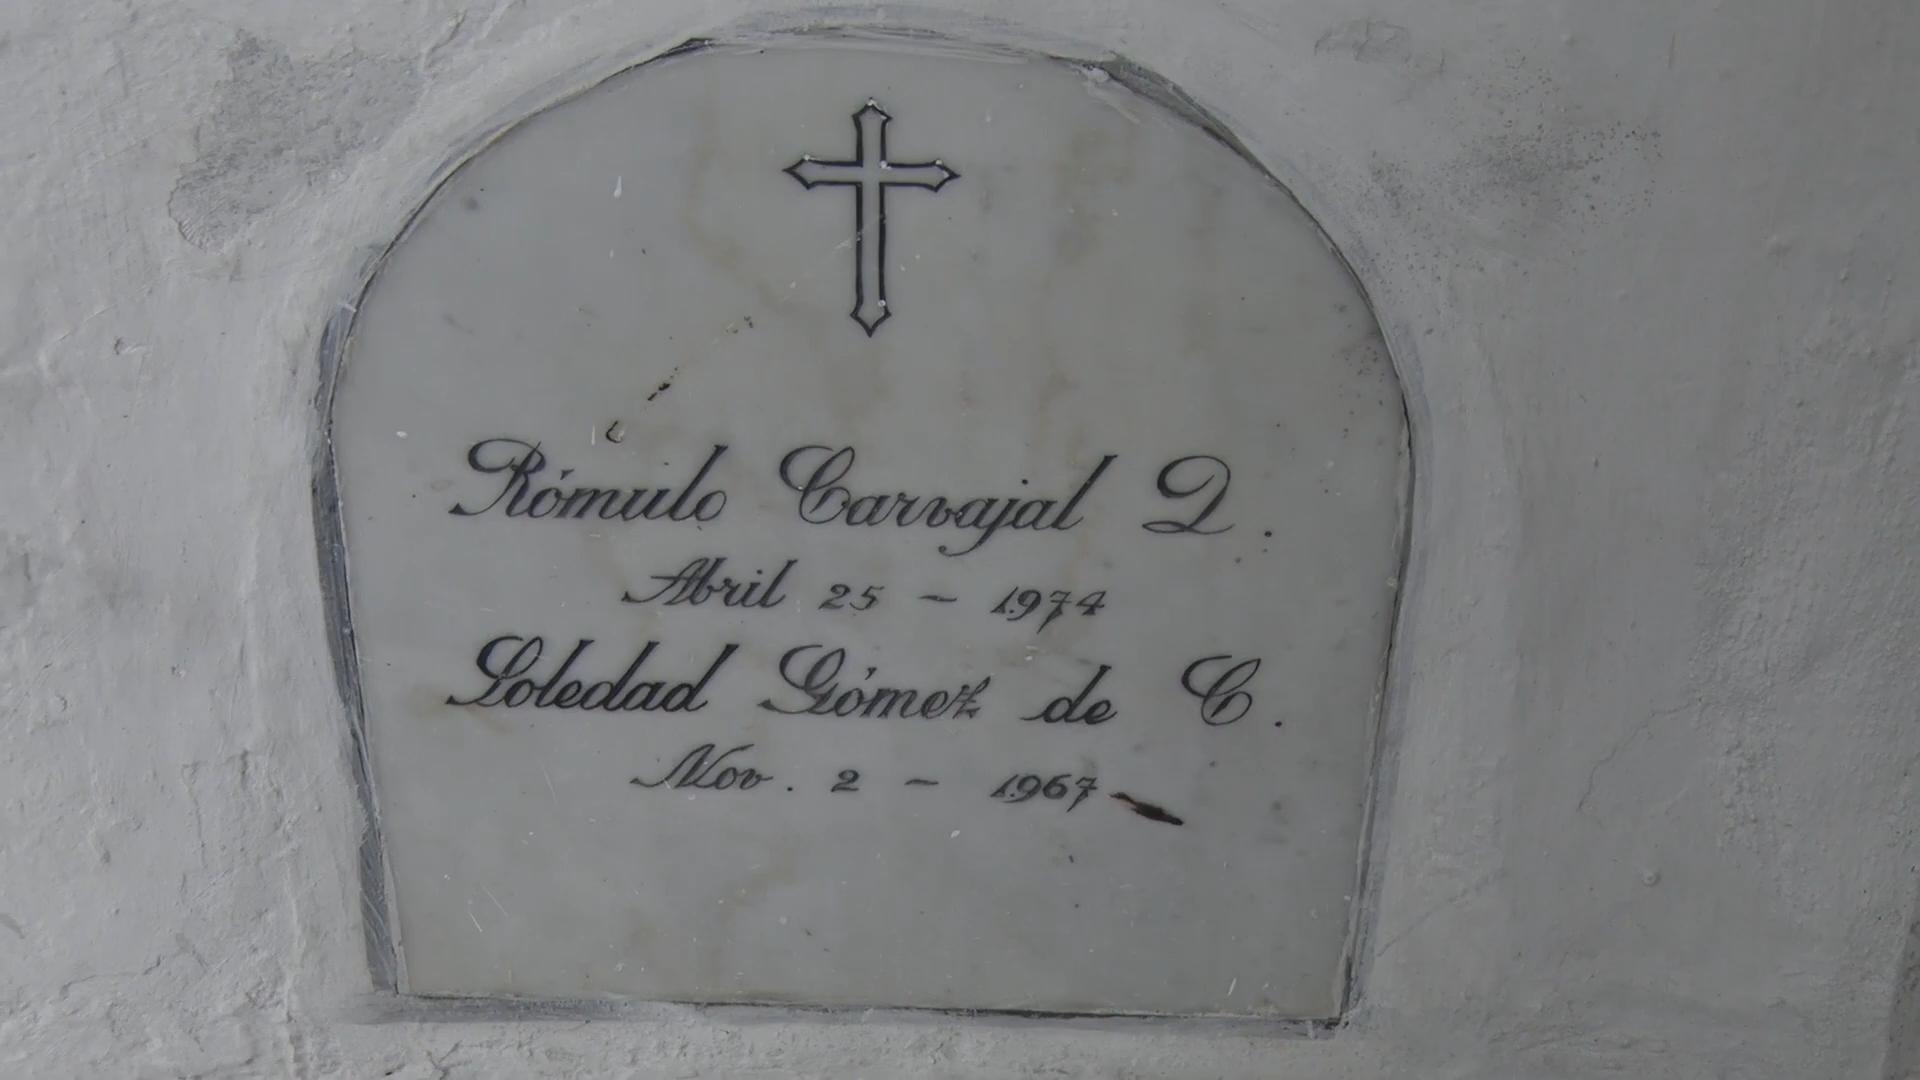 Rómulo Carvajal Q.
Abril 25 - 1974
Soledad Gómez de C.
Nov. 2 - 1967